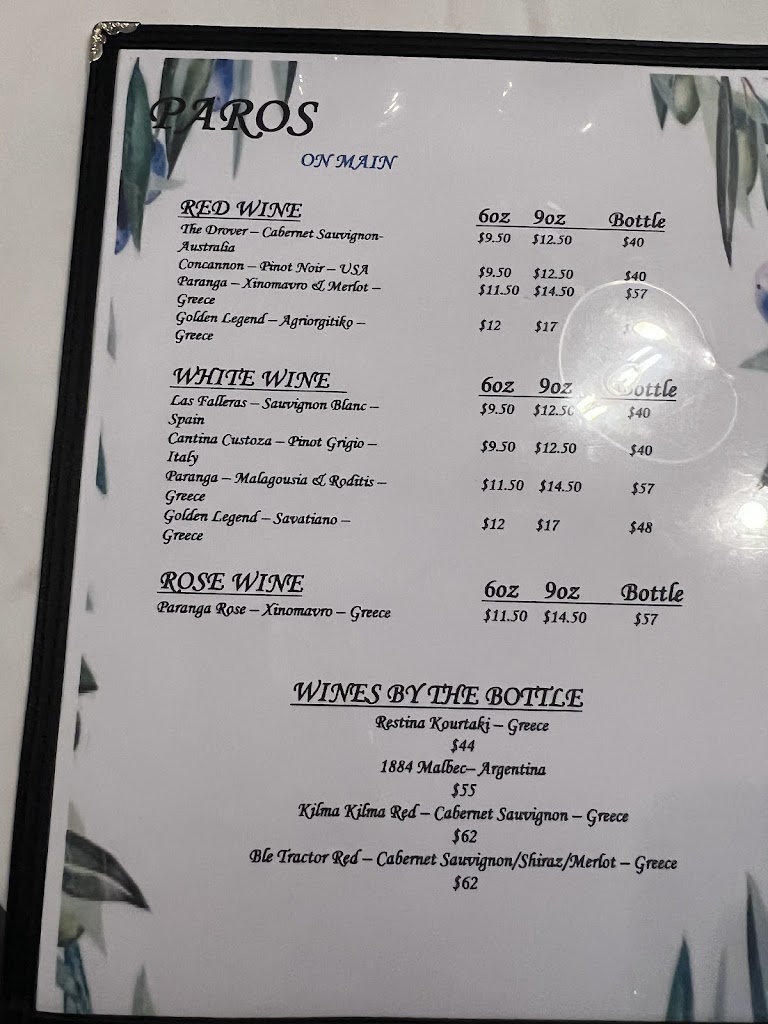 PAROS
ON MAIN
RED WINE 6oz 9oz Bottle
The Drover – Cabernet Sauvignon- $9.50 $12.50 $40
Australia
Concannon – Pinot Noir – USA $9.50 $12.50 $40
Paranga – Xinomavro & Merlot – $11.50 $14.50 $57
Greece
Golden Legend – Agriorgitiko – $12 $17
Greece
WHITE WINE 6oz 9oz Bottle
Las Falleras – Sauvignon Blanc – $9.50 $12.50 $40
Spain
Cantina Custoza – Pinot Grigio – $9.50 $12.50 $40
Italy
Paranga – Malagousia & Roditis – $11.50 $14.50 $57
Greece
Golden Legend – Savatiano – $12 $17 $48
Greece
ROSE WINE 6oz 9oz Bottle
Paranga Rose – Xinomavro – Greece $11.50 $14.50 $57
WINES BY THE BOTTLE
Restina Kourtaki – Greece
$44
1884 Malbec– Argentina
$55
Kilma Kilma Red – Cabernet Sauvignon – Greece
$62
Ble Tractor Red – Cabernet Sauvignon/Shiraz/Merlot – Greece
$62